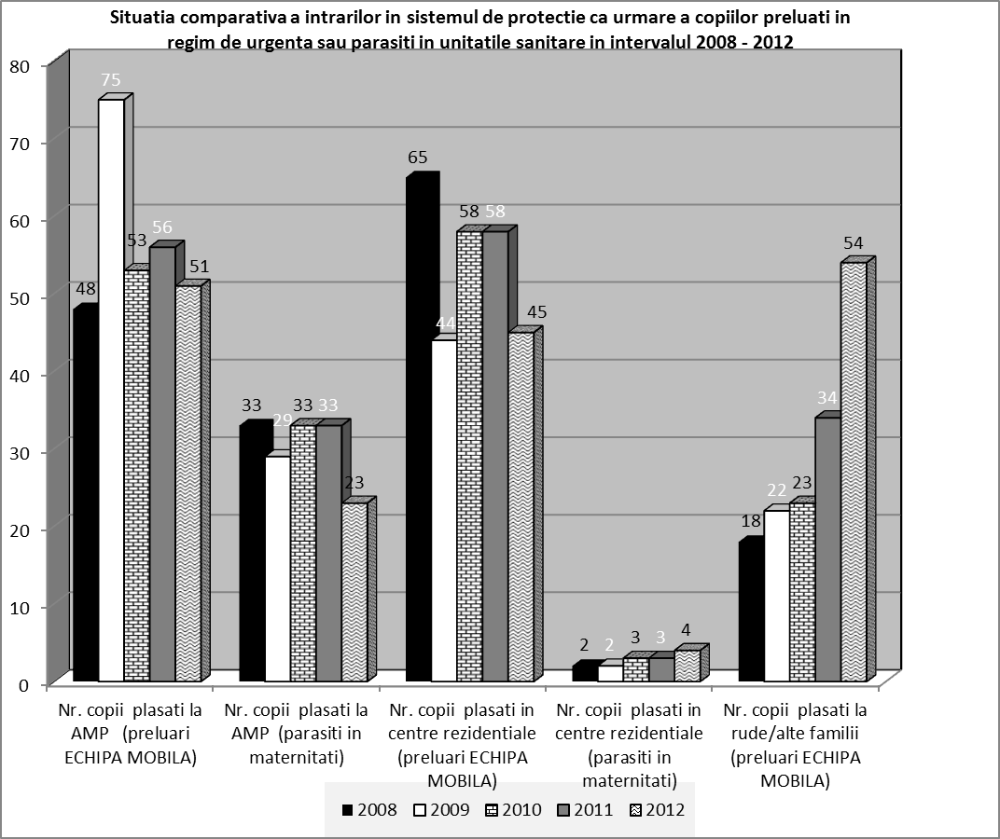 Situatia comparativa a intrarilor in sistemul de protectie ca urmare a copiilor preluati in
regim de urgenta sau parasiti in unitatile sanitare in intervalul 2008 - 2012
80
70
60
50
40
30
20
10
0
48
75
53
56
51
33
29
33
33
23
65
44
58
58
45
2
2
3
3
4
18
22
23
34
54
Nr. copii plasati la
AMP (preluari
ECHIPA MOBILA)
Nr. copii plasati la
AMP (parasiti in
maternitati)
Nr. copii plasati in
centre rezidentiale
(preluari ECHIPA
MOBILA)
Nr. copii plasati in
centre rezidentiale
(parasiti in
maternitati)
Nr. copii plasati la
rude/alte familii
(preluari ECHIPA
MOBILA)
2008 2009 2010 2011 2012